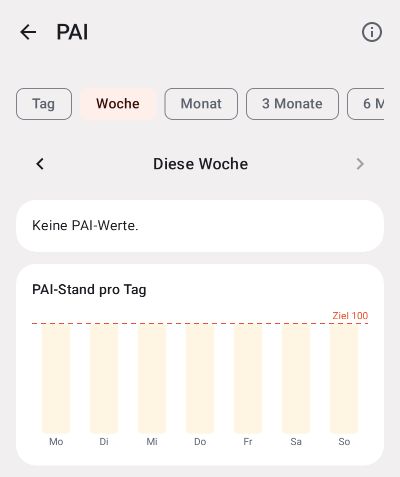 PAI
Tag
Woche
Monat
3 Monate
6 M
Diese Woche
Keine PAI-Werte.
PAI-Stand pro Tag
Ziel 100
Mo
Di
Mi
Do
Fr
Sa
So